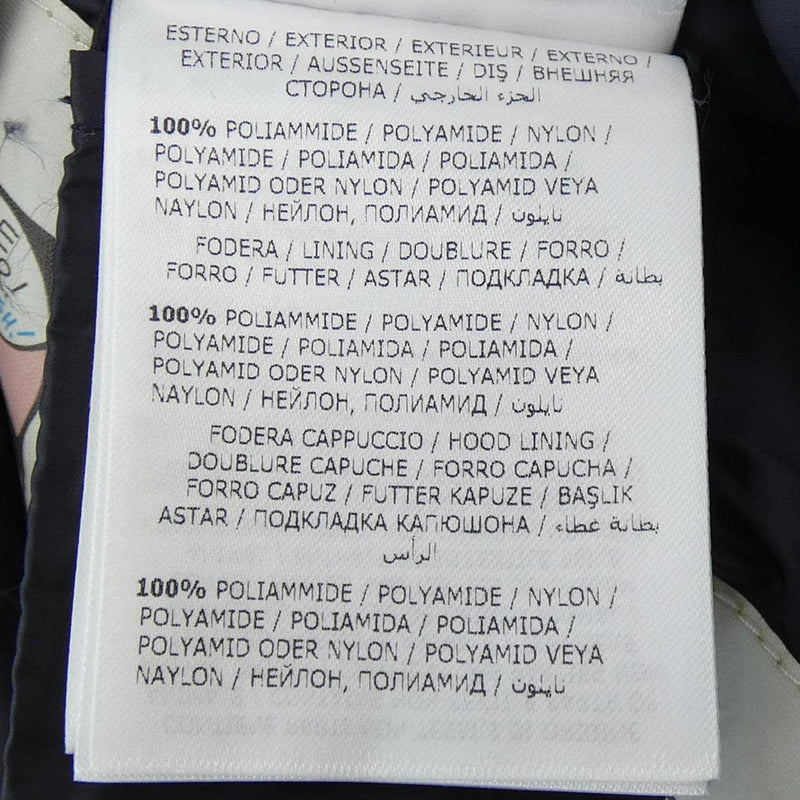 ESTERNO / EXTERIOR / EXTERIEUR / EXTERNO /
EXTERIOR / AUSSENSEITE / DIŞ / ВНЕШНЯЯ
СТОРОНА / الجزء الخارجي
100% POLIAMMIDE / POLYAMIDE / NYLON /
POLYAMIDE / POLIAMIDA / POLIAMIDA /
POLYAMID ODER NYLON / POLYAMID VEYA
NAYLON / НЕЙЛОН, ПОЛИАМИД / نايلون
FODERA / LINING / DOUBLURE / FORRO /
FORRO / FUTTER / ASTAR / ПОДКЛАДКА / بطانة
100% POLIAMMIDE / POLYAMIDE / NYLON /
POLYAMIDE / POLIAMIDA / POLIAMIDA /
POLYAMID ODER NYLON / POLYAMID VEYA
NAYLON / НЕЙЛОН, ПОЛИАМИД / نايلون
FODERA CAPPUCCIO / HOOD LINING /
DOUBLURE CAPUCHE / FORRO CAPUCHA /
FORRO CAPUZ / FUTTER KAPUZE / BAŞLIK
ASTAR / ПОДКЛАДКА КАПЮШОНА / بطانة غطاء
الرأس
100% POLIAMMIDE / POLYAMIDE / NYLON /
POLYAMIDE / POLIAMIDA / POLIAMIDA /
POLYAMID ODER NYLON / POLYAMID VEYA
NAYLON / НЕЙЛОН, ПОЛИАМИД / نايلون